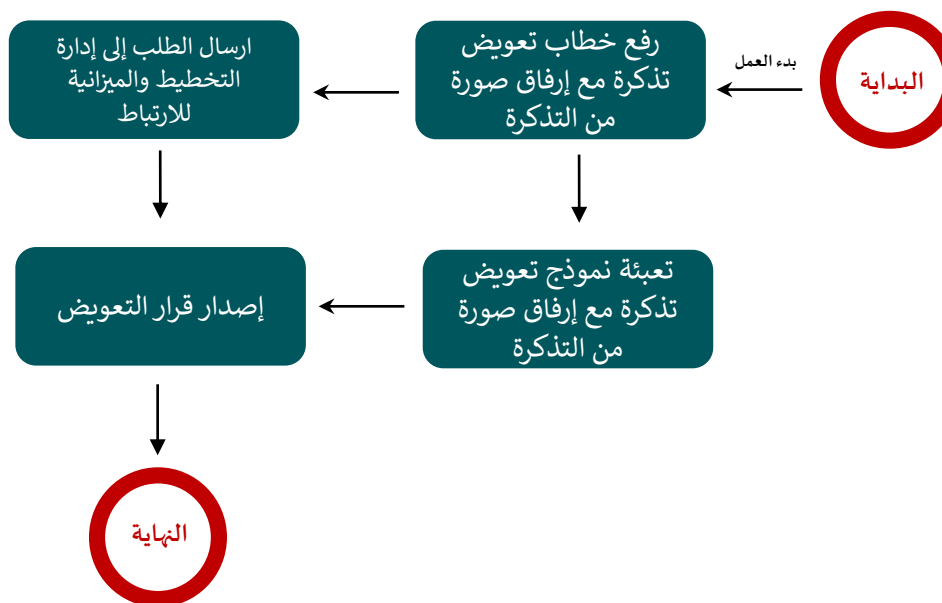 البداية
بدء العمل
رفع خطاب تعويض
تذكرة مع إرفاق صورة
من التذكرة
ارسال الطلب إلى إدارة
التخطيط والميزانية
للارتباط
تعبئة نموذج تعويض
تذكرة مع إرفاق صورة
من التذكرة
إصدار قرار التعويض
النهاية